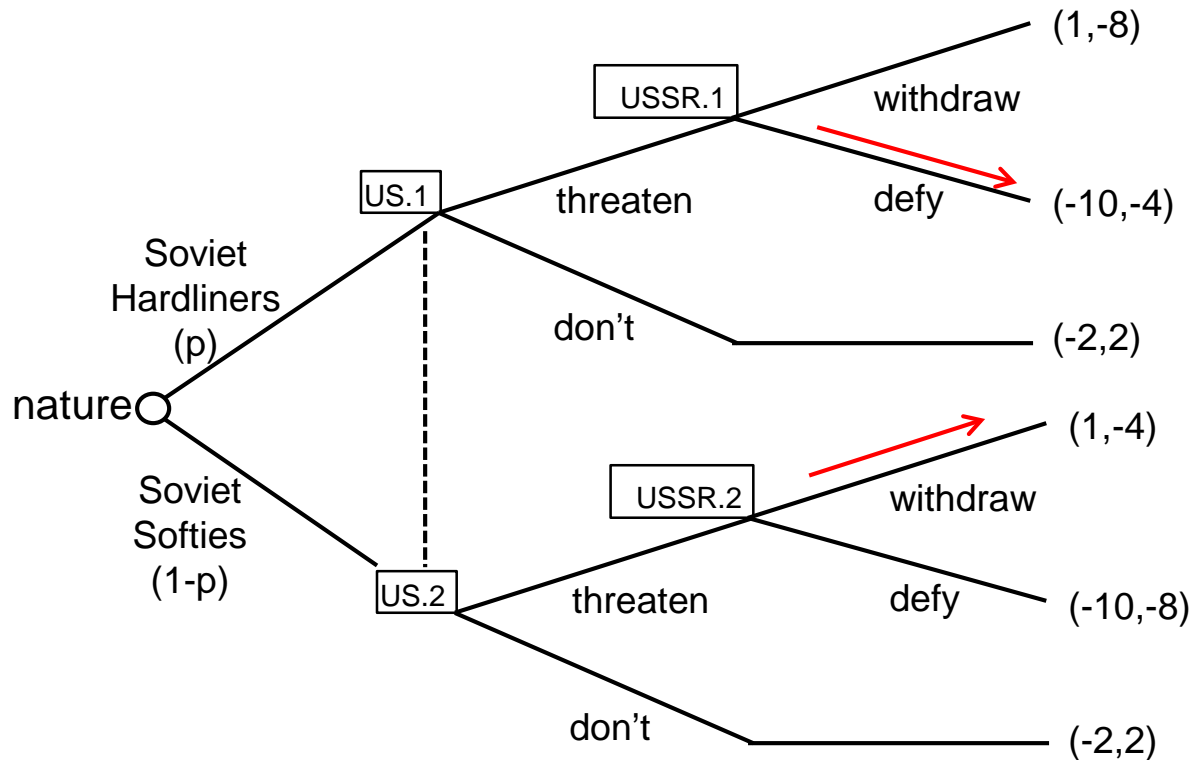 (1,-8)
USSR.1
withdraw
US.1
threaten
defy
(-10,-4)
Soviet
Hardliners
(p)
don't
(-2,2)
nature
(1,-4)
Soviet
Softies
(1-p)
USSR.2
withdraw
US.2
threaten
defy
(-10,-8)
don't
(-2,2)